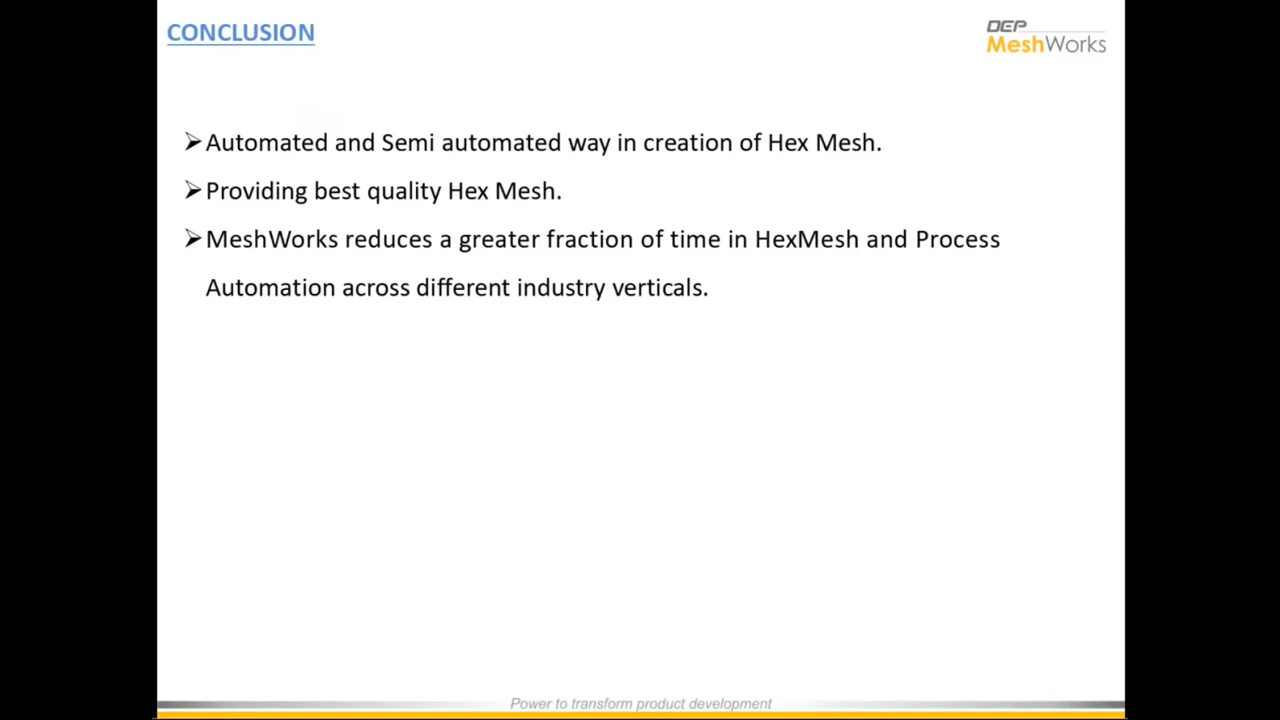 CONCLUSION
DEP
MeshWorks
➢Automated and Semi automated way in creation of Hex Mesh.
➢Providing best quality Hex Mesh.
➢MeshWorks reduces a greater fraction of time in HexMesh and Process
Automation across different industry verticals.
Power to transform product development